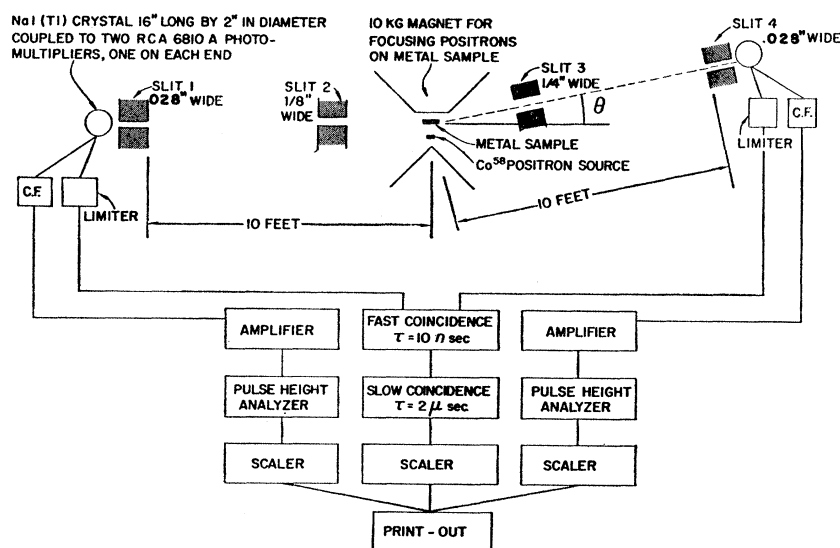 NaI (Tl) CRYSTAL 16" LONG BY 2" IN DIAMETER
COUPLED TO TWO RCA 6810 A PHOTO-
MULTIPLIERS, ONE ON EACH END
SLIT 1
.028" WIDE
SLIT 2
1/8"
WIDE
10 KG MAGNET FOR
FOCUSING POSITRONS
ON METAL SAMPLE
SLIT 3
1/4" WIDE
SLIT 4
.028" WIDE
θ
METAL SAMPLE
Co58 POSITRON SOURCE
LIMITER
C.F.
C.F.
LIMITER
10 FEET
10 FEET
AMPLIFIER
FAST COINCIDENCE
τ = 10 n sec
AMPLIFIER
PULSE HEIGHT
ANALYZER
SLOW COINCIDENCE
τ = 2 μ sec
PULSE HEIGHT
ANALYZER
SCALER
SCALER
SCALER
PRINT - OUT